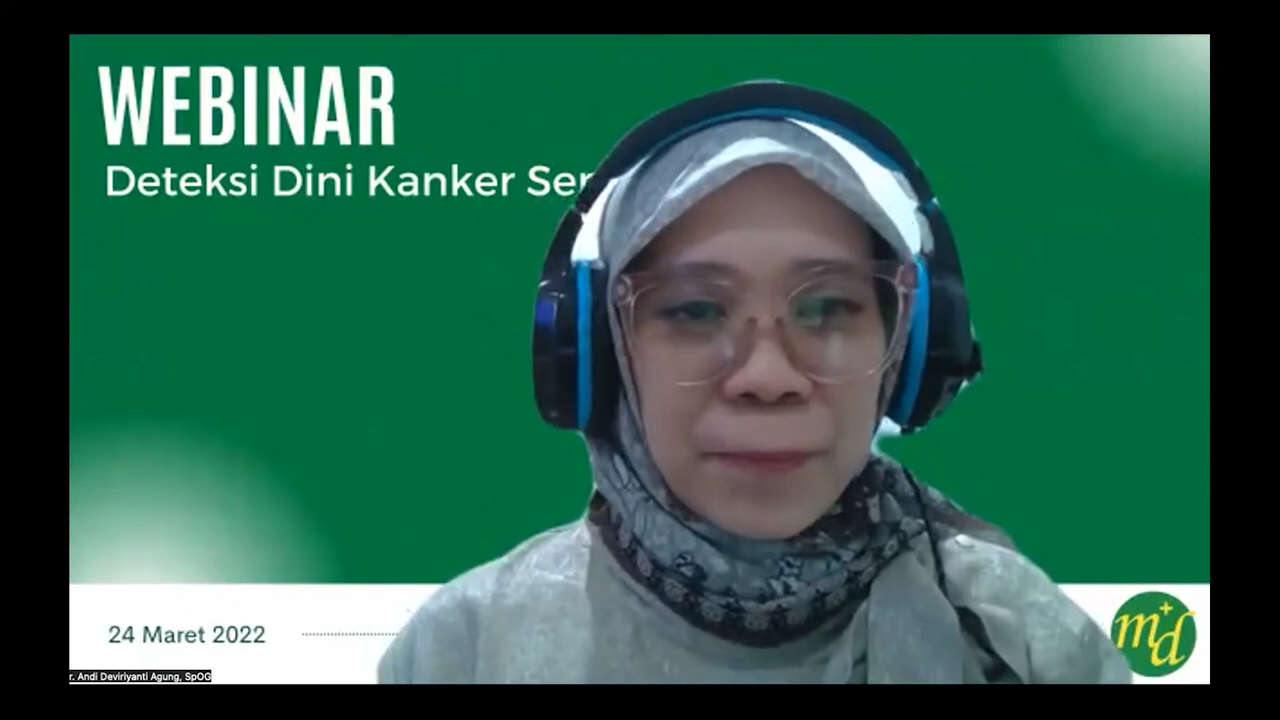 WEBINAR
Deteksi Dini Kanker Ser
24 Maret 2022
m+d
r. Andi Deviriyanti Agung, SpOG